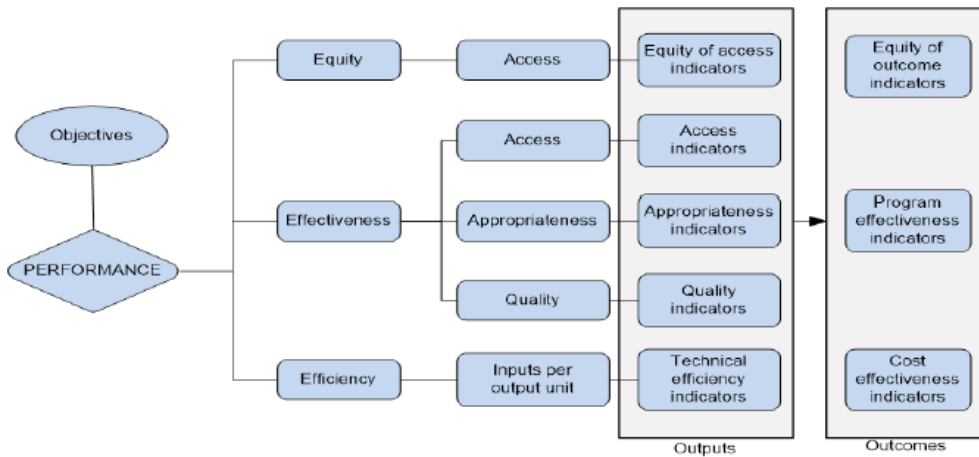 Objectives
PERFORMANCE
Equity
Effectiveness
Efficiency
Access
Access
Appropriateness
Quality
Inputs per
output unit
Equity of access
indicators
Access
indicators
Appropriateness
indicators
Quality
indicators
Technical
efficiency
indicators
Outputs
Equity of
outcome
indicators
Program
effectiveness
indicators
Cost
effectiveness
indicators
Outcomes